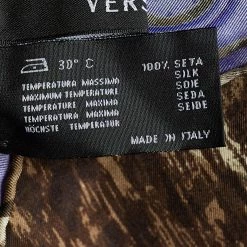 VERS
30° C
TEMPERATURA MASSIMA
MAXIMUM TEMPERATURE
TEMPERATURE MAXIMA
TEMPERATURA MAXIMA
HÖCHSTE TEMPERATUR
100% SETA
SILK
SOIE
SEDA
SEIDE
MADE IN ITALY